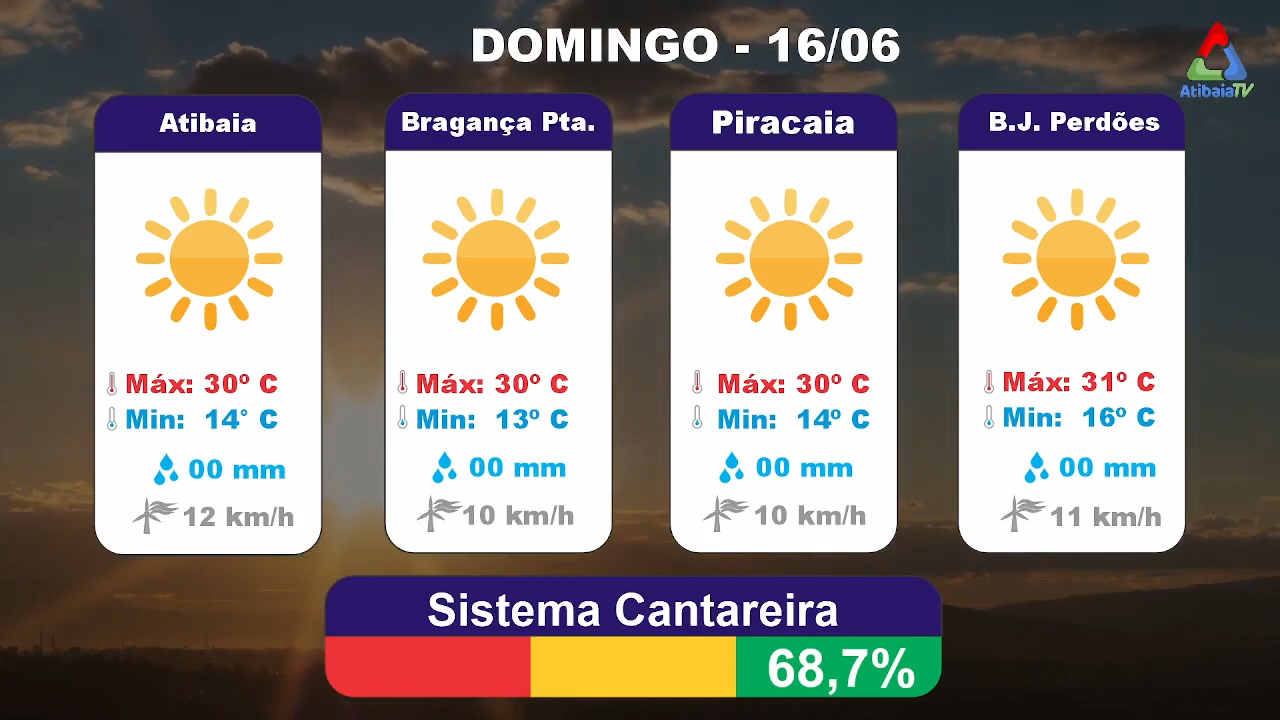 DOMINGO - 16/06
AtibaiaTV
Atibaia
Máx: 30º C
Min: 14° C
00 mm
12 km/h
Bragança Pta.
Máx: 30º C
Min: 13º C
00 mm
10 km/h
Piracaia
Máx: 30º C
Min: 14º C
00 mm
10 km/h
B.J. Perdões
Máx: 31º C
Min: 16º C
00 mm
11 km/h
Sistema Cantareira
68,7%